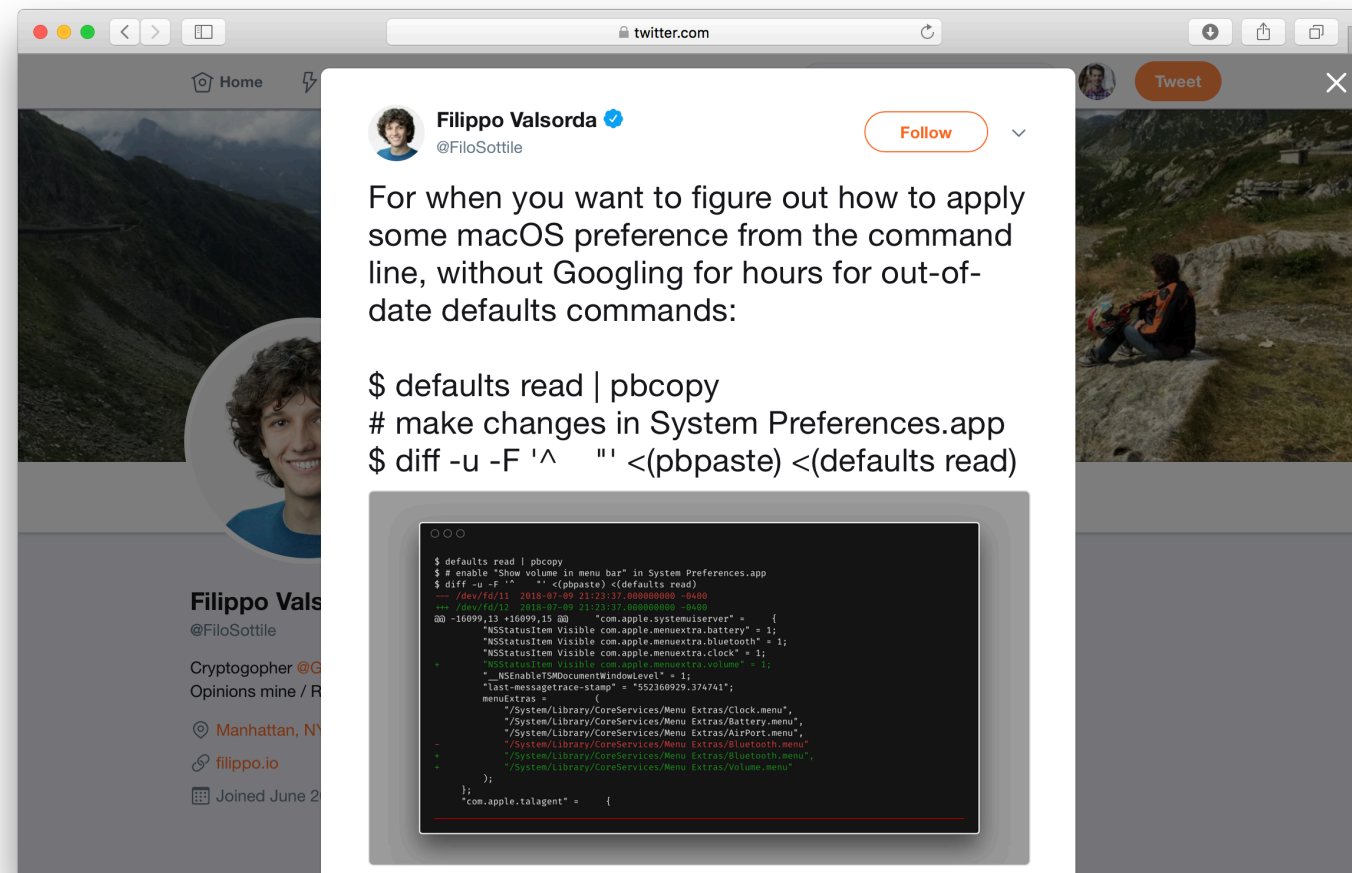 twitter.com
Home
Tweet
Filippo Valsorda
@FiloSottile
Follow
For when you want to figure out how to apply
some macOS preference from the command
line, without Googling for hours for out-of-
date defaults commands:
$ defaults read | pbcopy
# make changes in System Preferences.app
$ diff -u -F '^    "' <(pbpaste) <(defaults read)
$ defaults read | pbcopy
$ # enable "Show volume in menu bar" in System Preferences.app
$ diff -u -F '^    "' <(pbpaste) <(defaults read)
--- /dev/fd/11  2018-07-09 21:23:37.000000000 -0400
+++ /dev/fd/12  2018-07-09 21:23:37.000000000 -0400
@@ -16099,13 +16099,15 @@     "com.apple.systemuiserver" =     {
         "NSStatusItem Visible com.apple.menuextra.battery" = 1;
         "NSStatusItem Visible com.apple.menuextra.bluetooth" = 1;
         "NSStatusItem Visible com.apple.menuextra.clock" = 1;
+        "NSStatusItem Visible com.apple.menuextra.volume" = 1;
         "__NSEnableTSMDocumentWindowLevel" = 1;
         "last-messagetrace-stamp" = "552360929.374741";
         menuExtras =         (
             "/System/Library/CoreServices/Menu Extras/Clock.menu",
             "/System/Library/CoreServices/Menu Extras/Battery.menu",
             "/System/Library/CoreServices/Menu Extras/AirPort.menu",
-            "/System/Library/CoreServices/Menu Extras/Bluetooth.menu"
+            "/System/Library/CoreServices/Menu Extras/Bluetooth.menu",
+            "/System/Library/CoreServices/Menu Extras/Volume.menu"
         );
     };
     "com.apple.talagent" =     {
Filippo Vals
@FiloSottile
Cryptogopher @G
Opinions mine / R
Manhattan, NY
filippo.io
Joined June 2